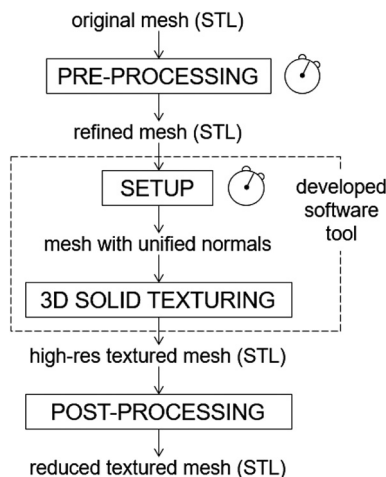 original mesh (STL)
PRE-PROCESSING
refined mesh (STL)
SETUP
developed
software
tool
mesh with unified normals
3D SOLID TEXTURING
high-res textured mesh (STL)
POST-PROCESSING
reduced textured mesh (STL)